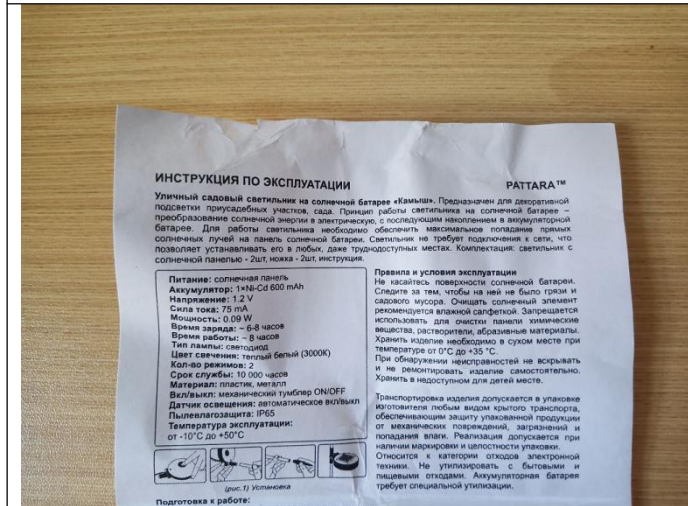 ИНСТРУКЦИЯ ПО ЭКСПЛУАТАЦИИ
PATTARA™
Уличный садовый светильник на солнечной батарее «Камыш». Предназначен для декоративной
подсветки приусадебных участков, сада. Принцип работы светильника на солнечной батарее –
преобразование солнечной энергии в электрическую, с последующим накоплением в аккумуляторной
батарее. Для работы светильника необходимо обеспечить максимальное попадание прямых
солнечных лучей на панель солнечной батареи. Светильник не требует подключения к сети, что
позволяет устанавливать его в любых, даже труднодоступных местах. Комплектация: светильник с
солнечной панелью - 2шт, ножка - 2шт, инструкция.
Питание: солнечная панель
Аккумулятор: 1×Ni-Cd 600 mAh
Напряжение: 1.2 V
Сила тока: 75 mA
Мощность: 0.09 W
Время заряда: ~ 6-8 часов
Время работы: ~ 8 часов
Тип лампы: светодиод
Цвет свечения: теплый белый (3000K)
Кол-во режимов: 2
Срок службы: 10 000 часов
Материал: пластик, металл
Вкл/выкл: механический тумблер ON/OFF
Датчик освещения: автоматическое вкл/выкл
Пылевлагозащита: IP65
Температура эксплуатации:
от -10°C до +50°C
(рис.1) Установка
Подготовка к работе:
Правила и условия эксплуатации
Не касайтесь поверхности солнечной батареи.
Следите за тем, чтобы на ней не было грязи и
садового мусора. Очищать солнечный элемент
рекомендуется влажной салфеткой. Запрещается
использовать для очистки панели химические
вещества, растворители, абразивные материалы.
Хранить изделие необходимо в сухом месте при
температуре от 0°C до +35 °C.
При обнаружении неисправностей не вскрывать
и не ремонтировать изделие самостоятельно.
Хранить в недоступном для детей месте.
Транспортировка изделия допускается в упаковке
изготовителя любым видом крытого транспорта,
обеспечивающим защиту упакованной продукции
от механических повреждений, загрязнений и
попадания влаги. Реализация допускается при
наличии маркировки и целостности упаковки.
Относится к категории отходов электронной
техники. Не утилизировать с бытовыми и
пищевыми отходами. Аккумуляторная батарея
требует специальной утилизации.